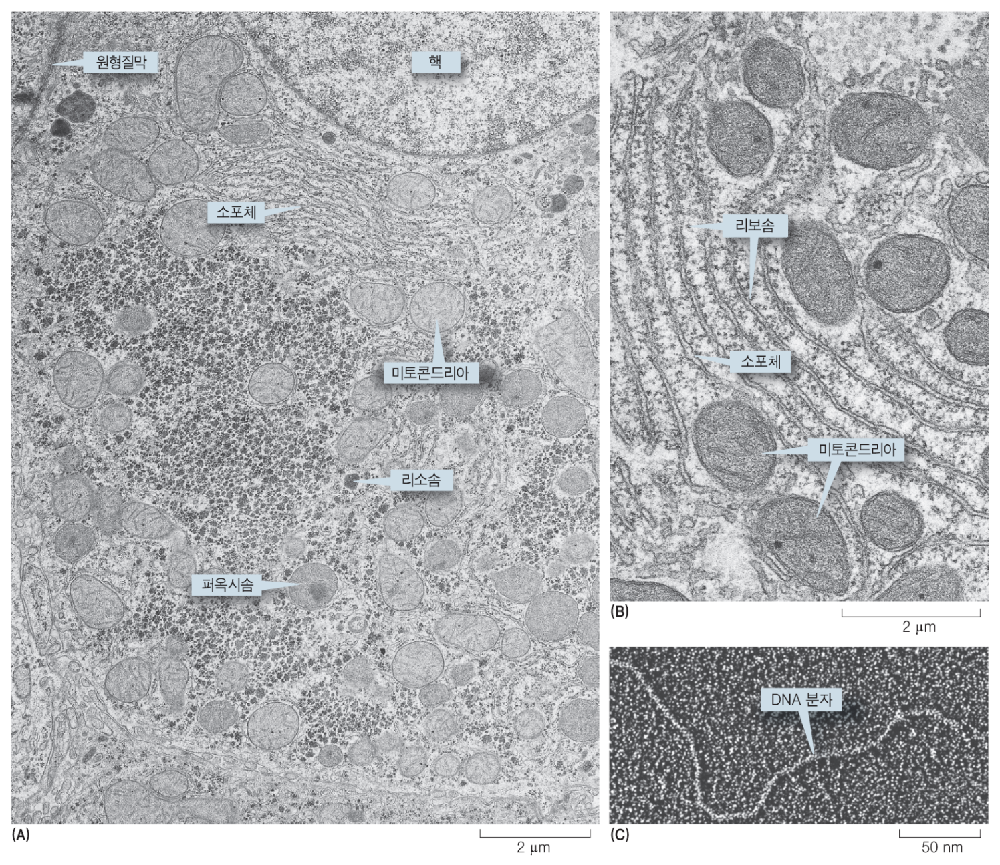 원형질막
핵
소포체
미토콘드리아
리소솜
퍼옥시솜
(A)
2 μm
리보솜
소포체
미토콘드리아
(B)
2 μm
DNA 분자
(C)
50 nm